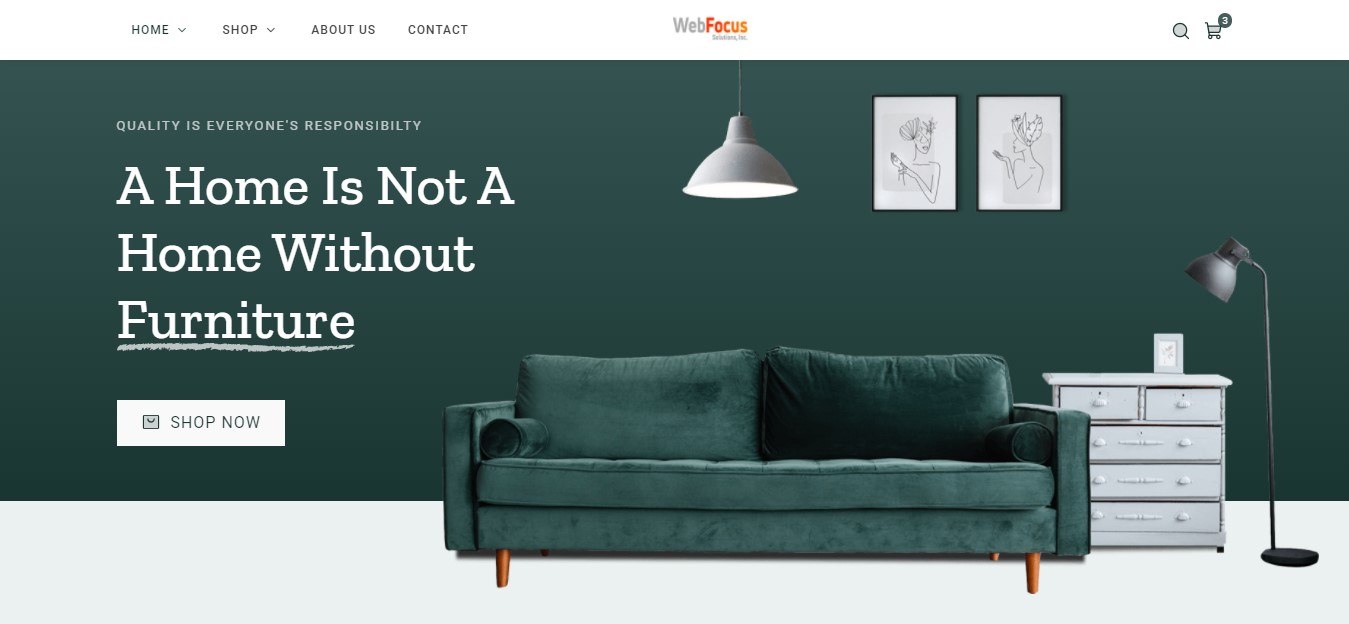 HOME
SHOP
ABOUT US
CONTACT
WebFocus
Solutions, Inc.
3
QUALITY IS EVERYONE'S RESPONSIBILTY
A Home Is Not A
Home Without
Furniture
SHOP NOW